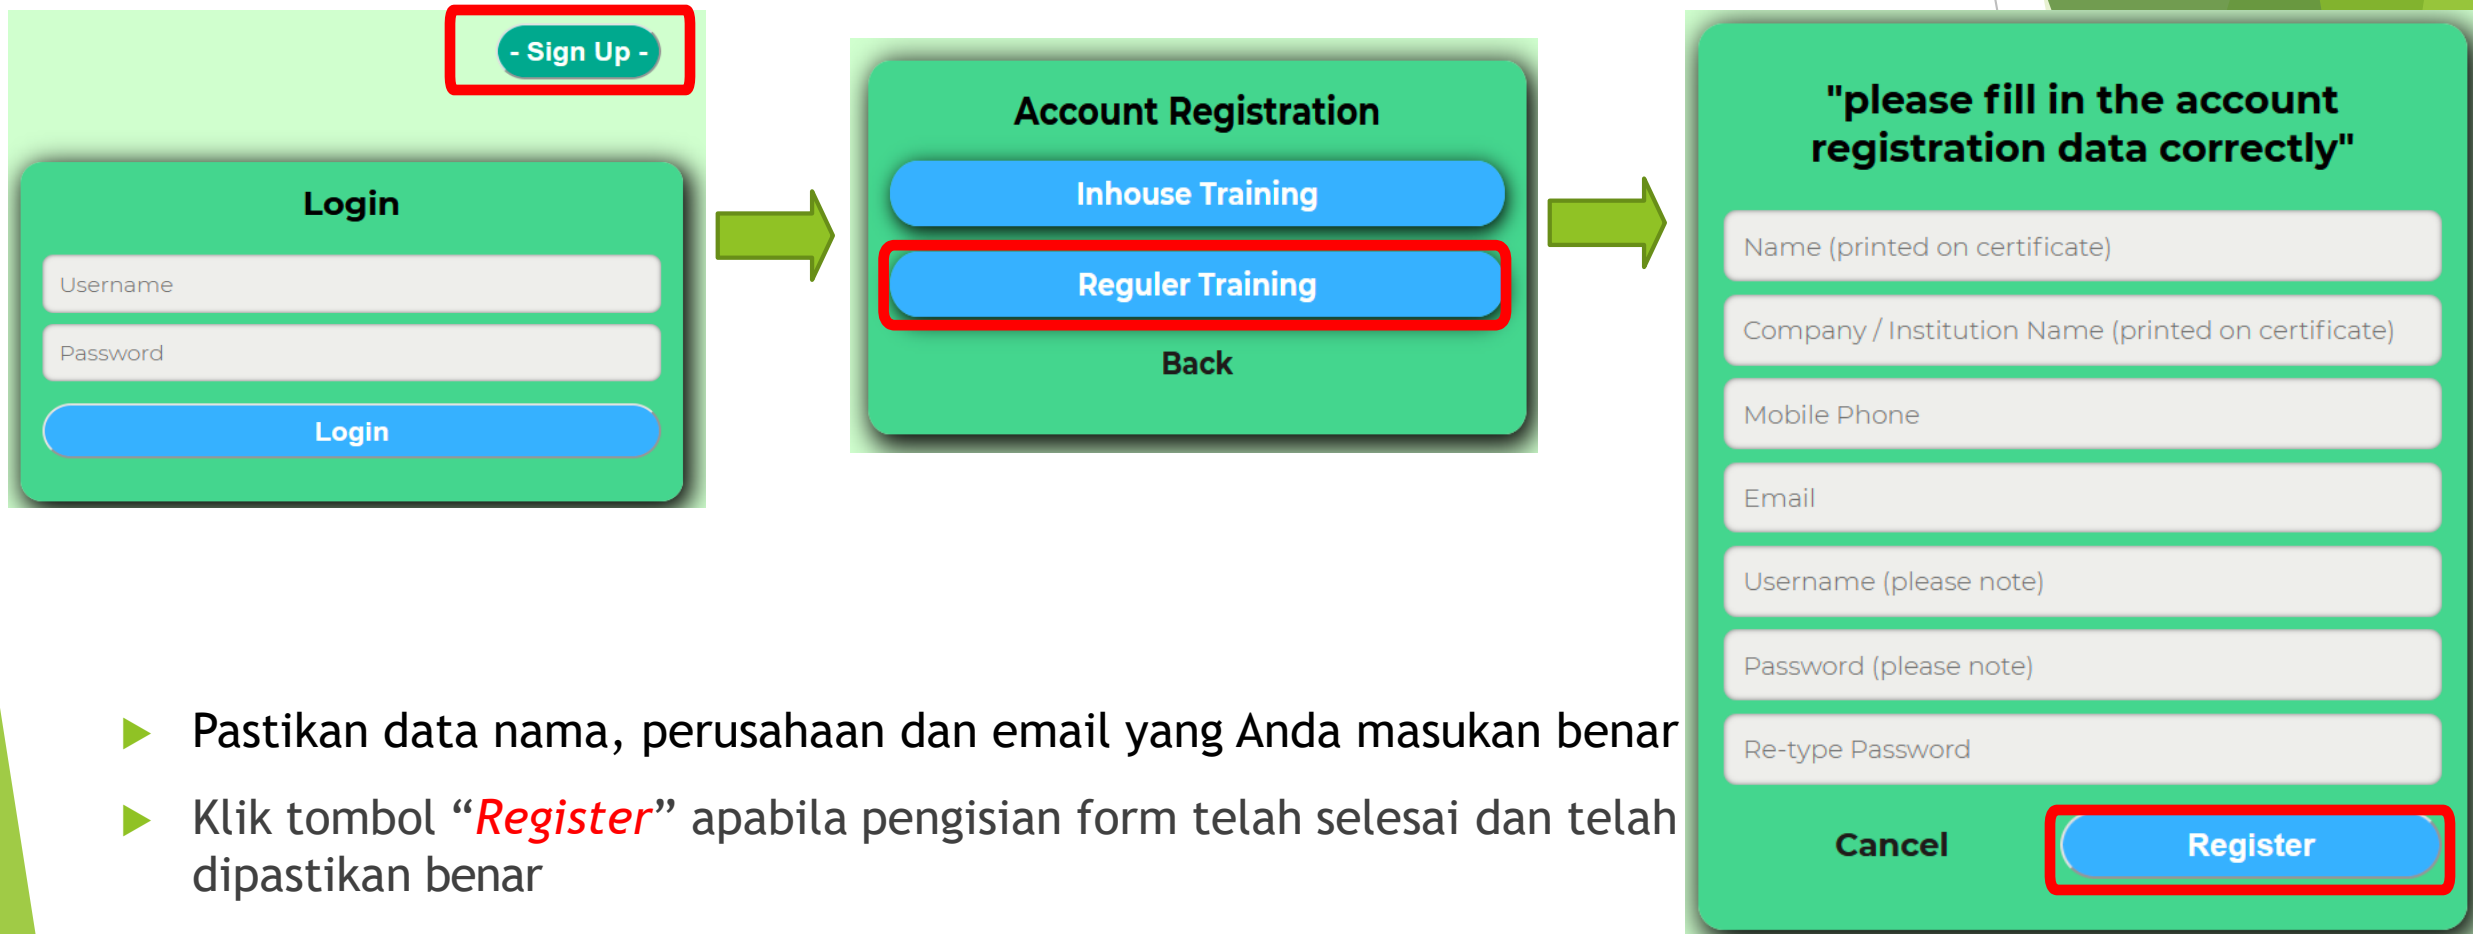 - Sign Up -
Login
Username
Password
Login
Account Registration
Inhouse Training
Reguler Training
Back
"please fill in the account
registration data correctly"
Name (printed on certificate)
Company / Institution Name (printed on certificate)
Mobile Phone
Email
Username (please note)
Password (please note)
Re-type Password
Cancel
Register
Pastikan data nama, perusahaan dan email yang Anda masukan benar
Klik tombol “Register” apabila pengisian form telah selesai dan telah
dipastikan benar